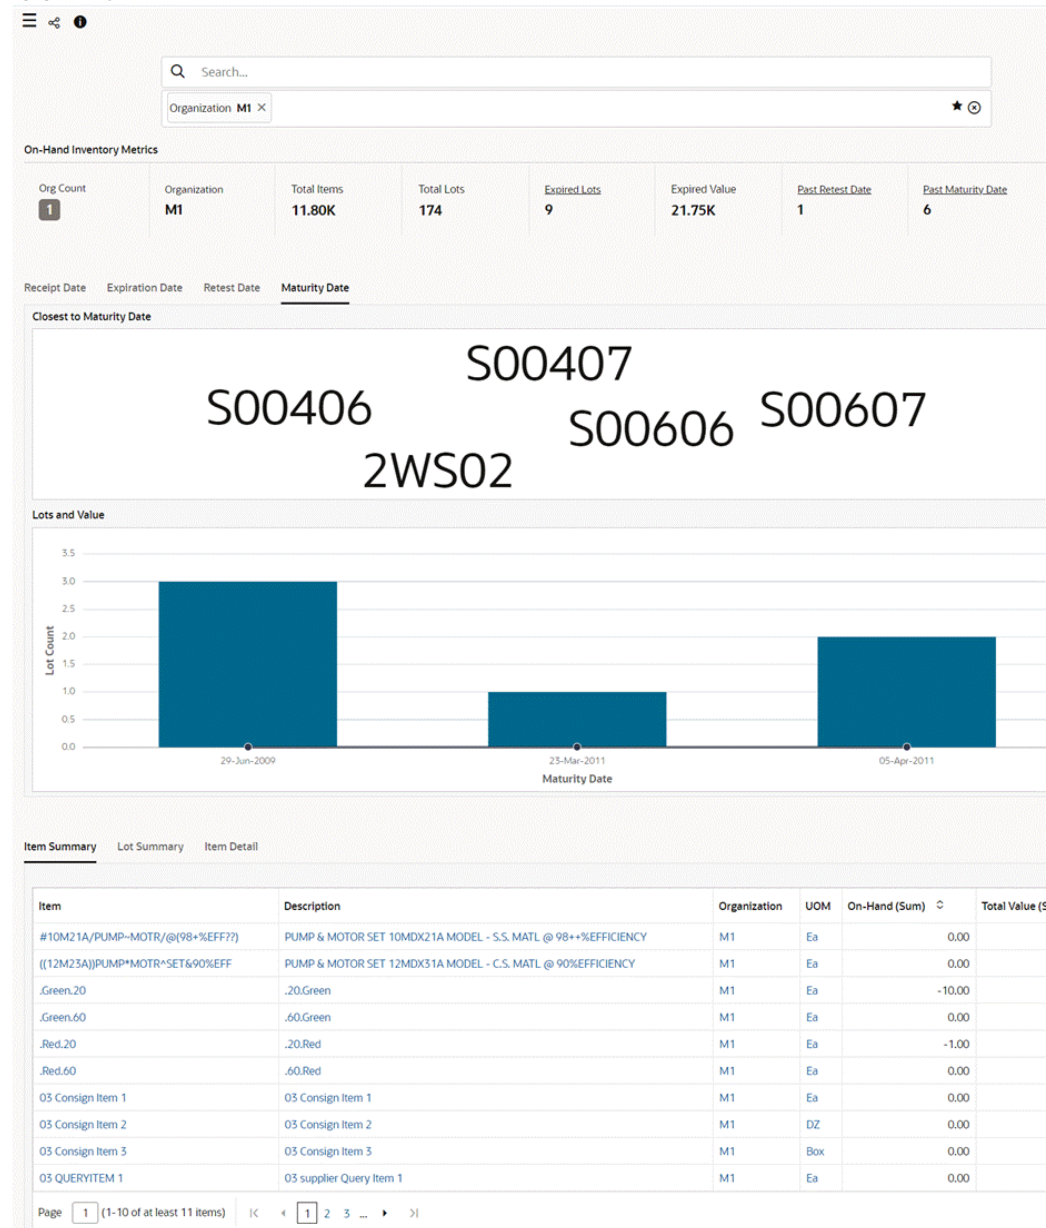 Search...
Organization M1 ×
On-Hand Inventory Metrics
Org Count Organization Total Items Total Lots Expired Lots Expired Value Past Retest Date Past Maturity Date
1 M1 11.80K 174 9 21.75K 1 6
Receipt Date Expiration Date Retest Date Maturity Date
Closest to Maturity Date
S00407
S00406 S00606 S00607
2WS02
Lots and Value
3.5
3.0
2.5
2.0
1.5
1.0
0.5
0.0
Lot Count
29-Jun-2009 23-Mar-2011 05-Apr-2011
Maturity Date
Item Summary Lot Summary Item Detail
Item Description Organization UOM On-Hand (Sum) Total Value (S
#10M21A/PUMP~MOTR/@(98+%EFF??) PUMP & MOTOR SET 10MDX21A MODEL - S.S. MATL @ 98++%EFFICIENCY M1 Ea 0.00
((12M23A))PUMP*MOTR^SET&90%EFF PUMP & MOTOR SET 12MDX31A MODEL - C.S. MATL @ 90%EFFICIENCY M1 Ea 0.00
.Green.20 .20.Green M1 Ea -10.00
.Green.60 .60.Green M1 Ea 0.00
.Red.20 .20.Red M1 Ea -1.00
.Red.60 .60.Red M1 Ea 0.00
03 Consign Item 1 03 Consign Item 1 M1 Ea 0.00
03 Consign Item 2 03 Consign Item 2 M1 DZ 0.00
03 Consign Item 3 03 Consign Item 3 M1 Box 0.00
03 QUERYITEM 1 03 supplier Query Item 1 M1 Ea 0.00
Page 1 (1-10 of at least 11 items) 1 2 3 ...